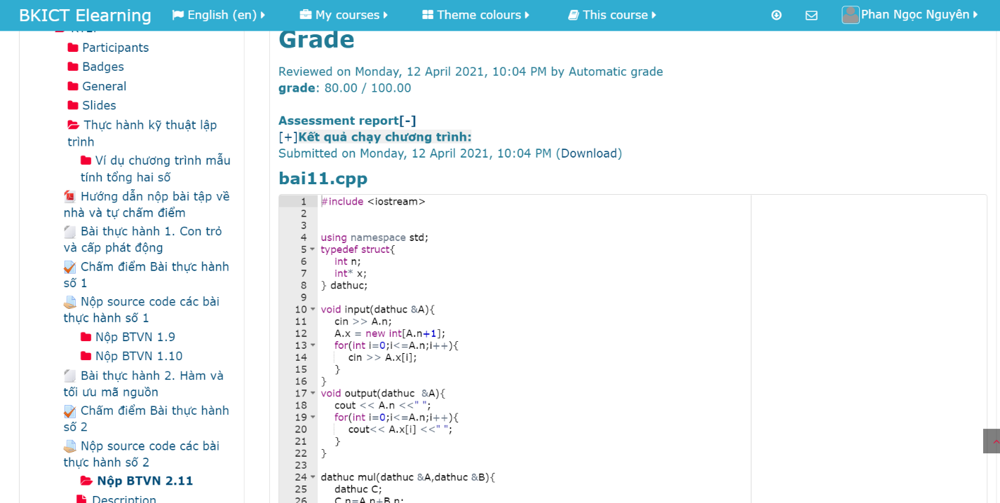 BKICT Elearning English (en) My courses Theme colours This course Phan Ngọc Nguyên
Participants
Badges
General
Slides
Thực hành kỹ thuật lập
trình
Ví dụ chương trình mẫu
tính tổng hai số
Hướng dẫn nộp bài tập về
nhà và tự chấm điểm
Bài thực hành 1. Con trỏ
và cấp phát động
Chấm điểm Bài thực hành
số 1
Nộp source code các bài
thực hành số 1
Nộp BTVN 1.9
Nộp BTVN 1.10
Bài thực hành 2. Hàm và
tối ưu mã nguồn
Chấm điểm Bài thực hành
số 2
Nộp source code các bài
thực hành số 2
Nộp BTVN 2.11
Description
Grade
Reviewed on Monday, 12 April 2021, 10:04 PM by Automatic grade
grade: 80.00 / 100.00
Assessment report[-]
[+]Kết quả chạy chương trình:
Submitted on Monday, 12 April 2021, 10:04 PM (Download)
bai11.cpp
1 #include <iostream>
2
3
4 using namespace std;
5 typedef struct{
6 int n;
7 int* x;
8 } dathuc;
9
10 void input(dathuc &A){
11 cin >> A.n;
12 A.x = new int[A.n+1];
13 for(int i=0;i<=A.n;i++){
14 cin >> A.x[i];
15 }
16 }
17 void output(dathuc  &A){
18 cout << A.n <<" ";
19 for(int i=0;i<=A.n;i++){
20 cout<< A.x[i] <<" ";
21 }
22 }
23
24 dathuc mul(dathuc &A,dathuc &B){
25 dathuc C;
26 C.n=A.n+B.n;